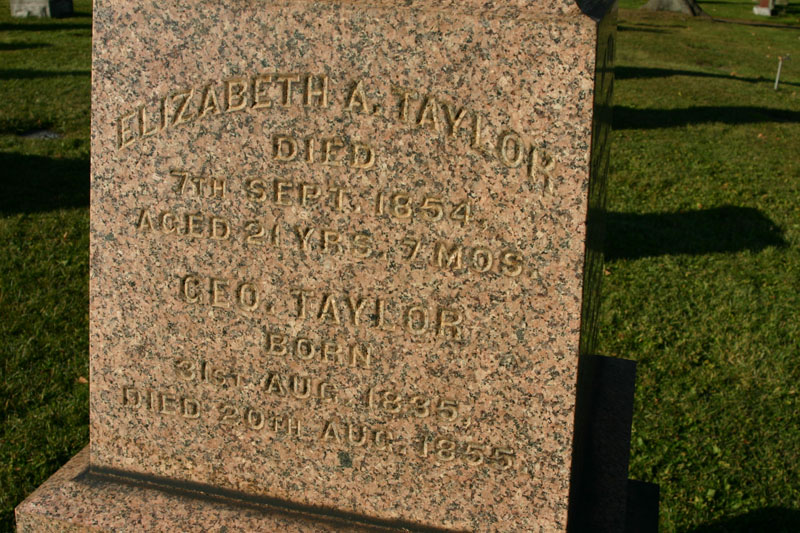 ELIZABETH A. TAYLOR
DIED
7TH SEPT. 1854
AGED 21 YRS. 7 MOS.
GEO. TAYLOR
BORN
31ST AUG. 1835,
DIED 20TH AUG. 1855